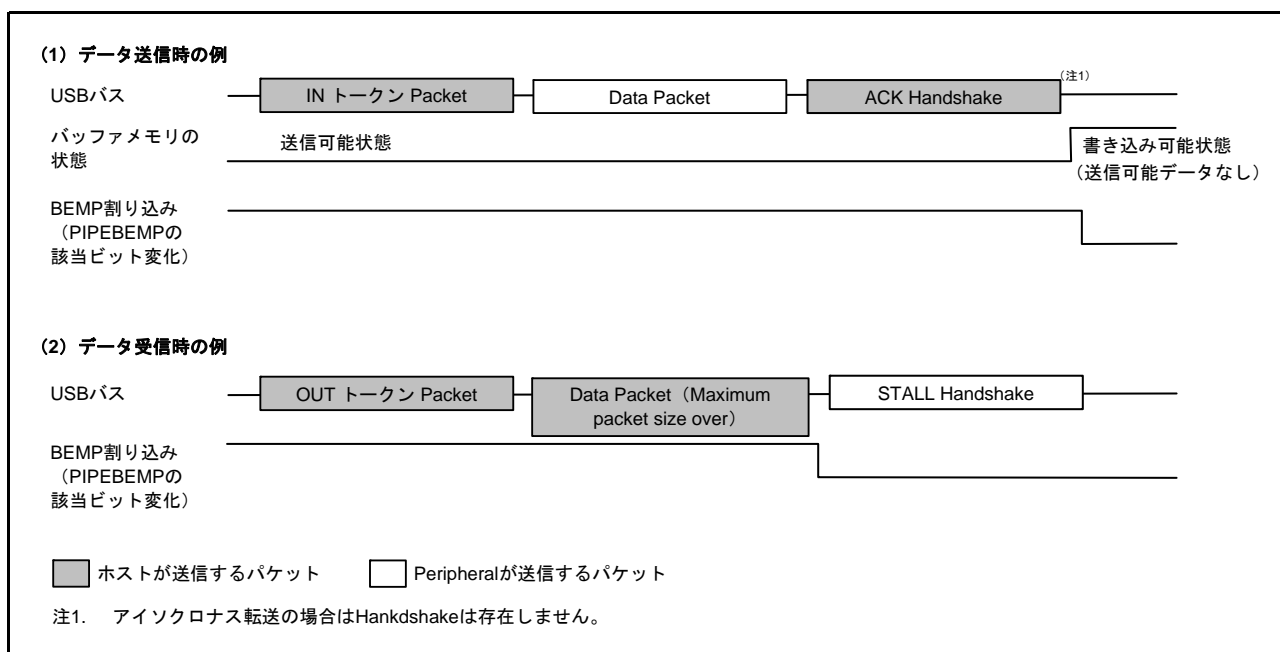 (1) データ送信時の例
USBバス
IN トークン Packet
Data Packet
ACK Handshake
(注1)
バッファメモリの
状態
送信可能状態
書き込み可能状態
(送信可能データなし)
BEMP割り込み
(PIPEBEMPの
該当ビット変化)
(2) データ受信時の例
USBバス
OUT トークン Packet
Data Packet(Maximum
packet size over)
STALL Handshake
BEMP割り込み
(PIPEBEMPの
該当ビット変化)
ホストが送信するパケット
Peripheralが送信するパケット
注1. アイソクロナス転送の場合はHankdshakeは存在しません。